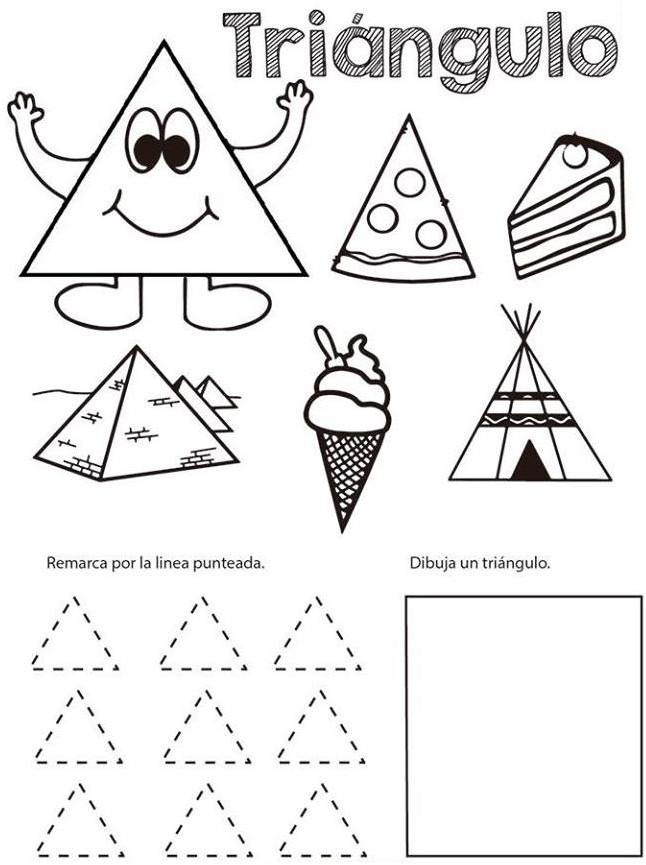 Triángulo
Remarca por la linea punteada.
Dibuja un triángulo.